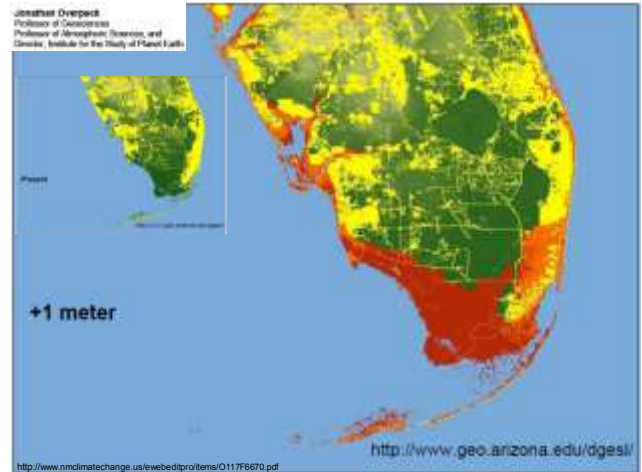 Jonathan Overpeck
Professor of Geosciences
Professor of Atmospheric Sciences, and
Director, Institute for the Study of Planet Earth
Present
+1 meter
http://www.geo.arizona.edu/dgesl/
http://www.nmclimatechange.us/ewebeditpro/items/O117F6670.pdf